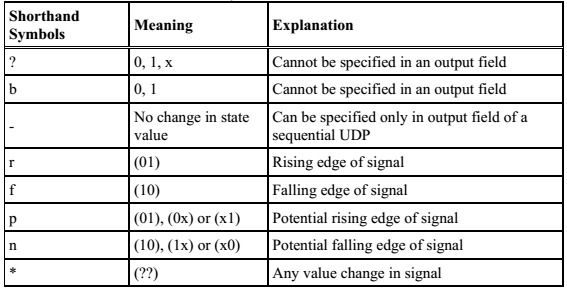 Shorthand Symbols Meaning Explanation
? 0, 1, x Cannot be specified in an output field
b 0, 1 Cannot be specified in an output field
- No change in state value Can be specified only in output field of a sequential UDP
r (01) Rising edge of signal
f (10) Falling edge of signal
p (01), (0x) or (x1) Potential rising edge of signal
n (10), (1x) or (x0) Potential falling edge of signal
* (??) Any value change in signal